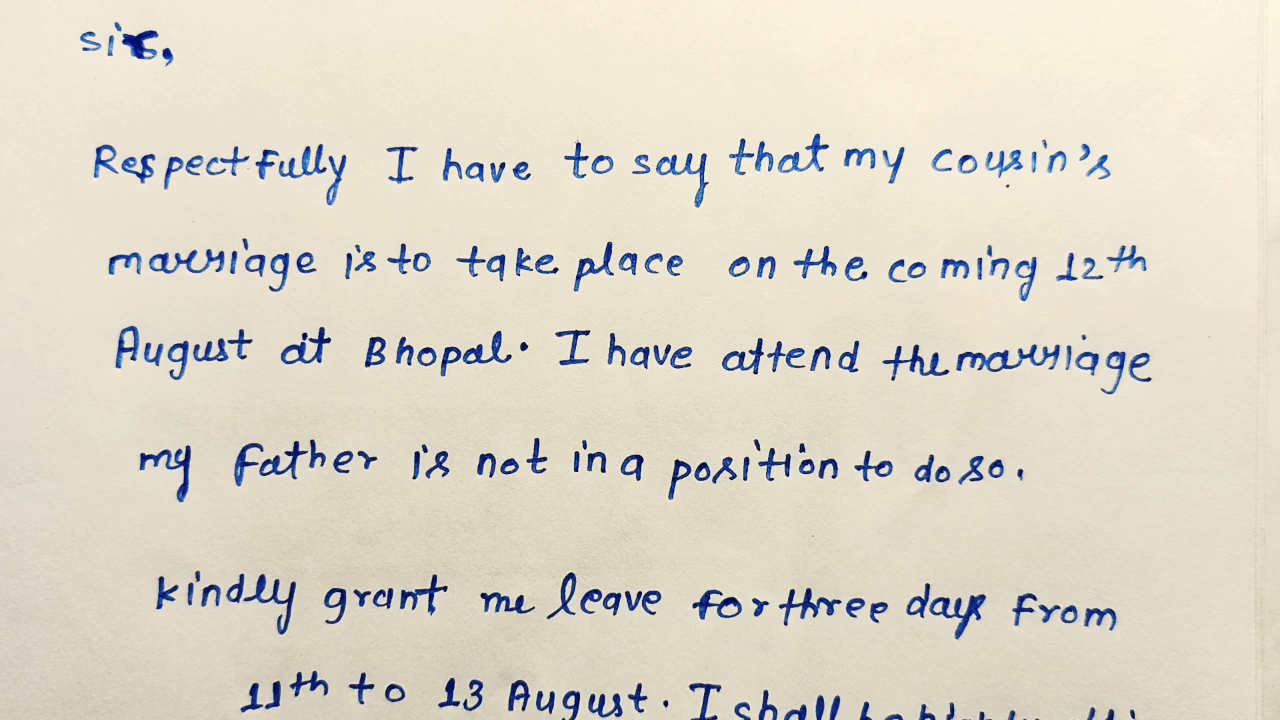 sir,
Respectfully I have to say that my cousin's
marriage is to take place on the coming 12th
August at Bhopal. I have attend the marriage
my father is not in a position to do so.
kindly grant me leave for three days from
11th to 13 August. I shall